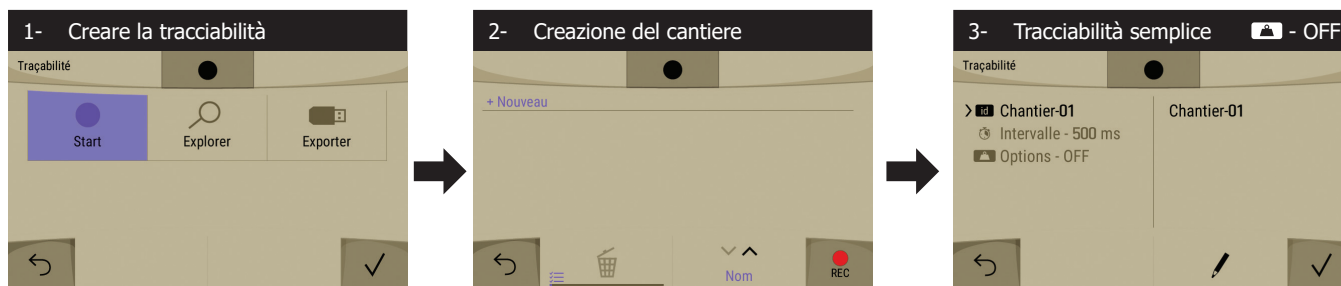 1- Creare la tracciabilità
Traçabilité
Start Explorer Exporter
2- Creazione del cantiere
+ Nouveau
Nom
REC
3- Tracciabilità semplice - OFF
Traçabilité
id Chantier-01
Intervalle - 500 ms
Options - OFF
Chantier-01